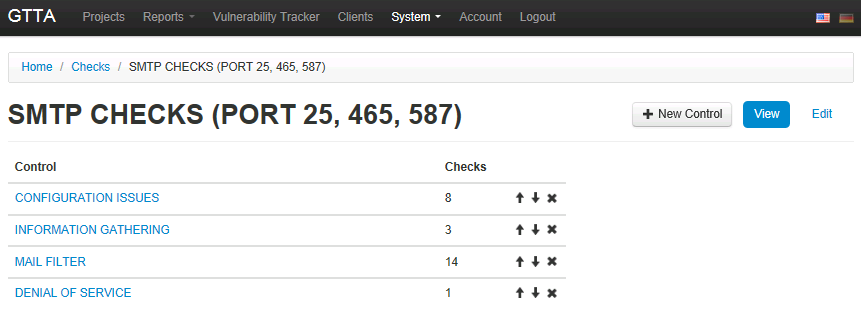 GTTA Projects Reports Vulnerability Tracker Clients System Account Logout
Home / Checks / SMTP CHECKS (PORT 25, 465, 587)
SMTP CHECKS (PORT 25, 465, 587) New Control View Edit
Control Checks
CONFIGURATION ISSUES 8
INFORMATION GATHERING 3
MAIL FILTER 14
DENIAL OF SERVICE 1